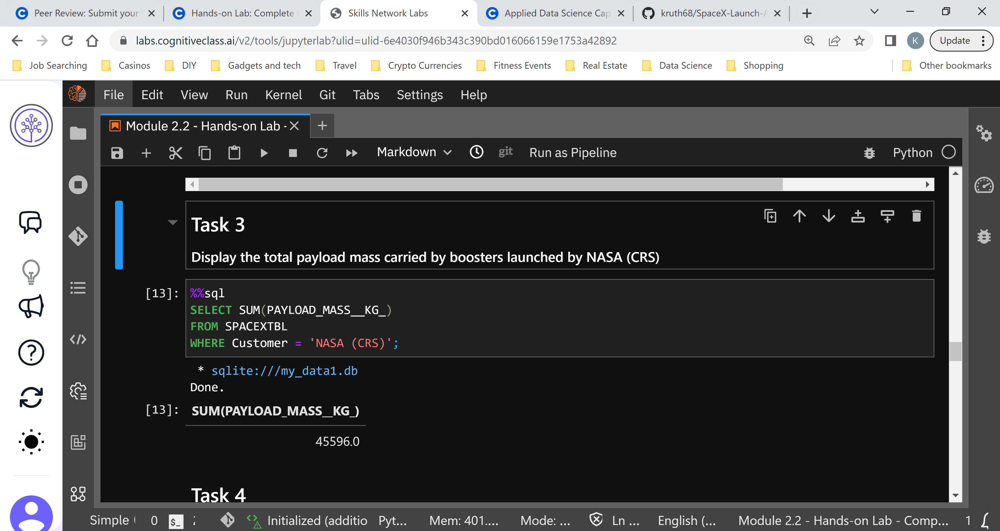 Peer Review: Submit your
Hands-on Lab: Complete
Skills Network Labs
Applied Data Science Cap
kruth68/SpaceX-Launch-A
labs.cognitiveclass.ai/v2/tools/jupyterlab?ulid=ulid-6e4030f946b343c390bd016066159e1753a42892
K
Update
Job Searching
Casinos
DIY
Gadgets and tech
Travel
Crypto Currencies
Fitness Events
Real Estate
Data Science
Shopping
Other bookmarks
File Edit View Run Kernel Git Tabs Settings Help
Module 2.2 - Hands-on Lab -
Markdown
git
Run as Pipeline
Python
Task 3
Display the total payload mass carried by boosters launched by NASA (CRS)
[13]:
%%sql
SELECT SUM(PAYLOAD_MASS__KG_)
FROM SPACEXTBL
WHERE Customer = 'NASA (CRS)';
* sqlite:///my_data1.db
Done.
[13]:
SUM(PAYLOAD_MASS__KG_)
45596.0
Task 4
Simple
0
$_
Initialized (additio
Pyt...
Mem: 401....
Mode: ...
Ln ...
English (...
Module 2.2 - Hands-on Lab - Comp...
1